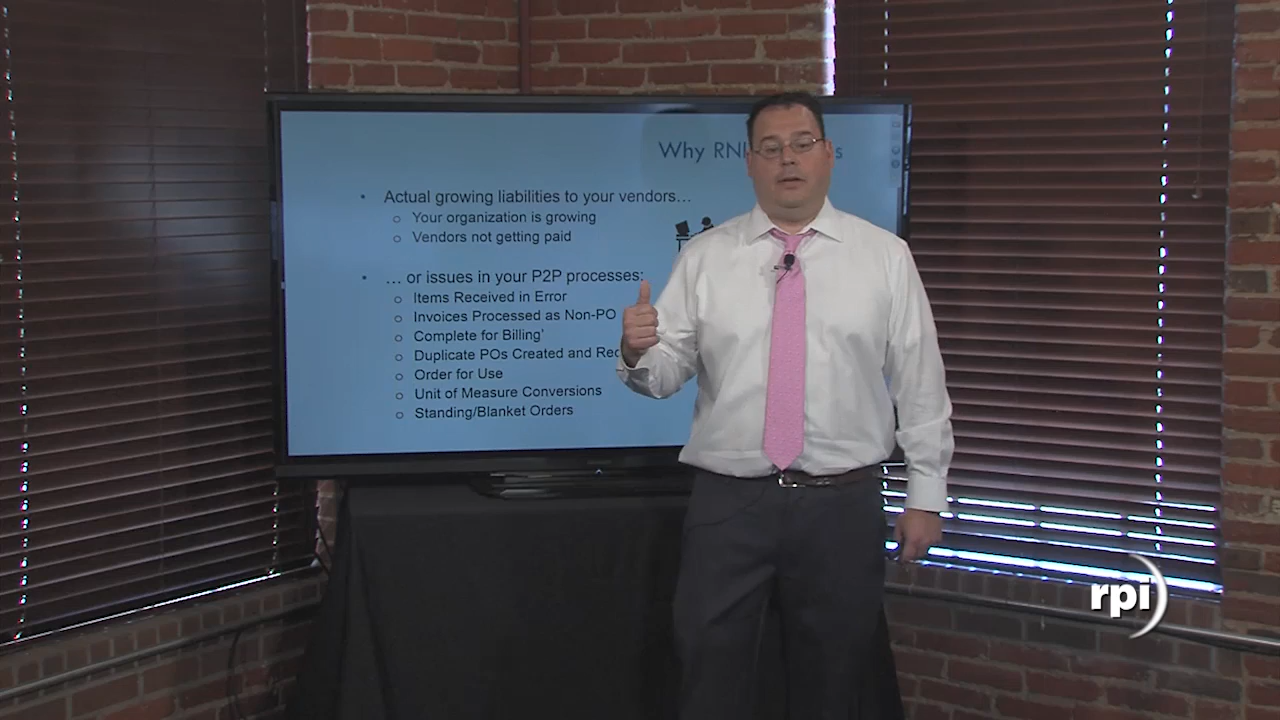 Why RNI
s
• Actual growing liabilities to your vendors…
o Your organization is growing
o Vendors not getting paid
• … or issues in your P2P processes:
o Items Received in Error
o Invoices Processed as Non-PO
o Complete for Billing’
o Duplicate POs Created and Rec
o Order for Use
o Unit of Measure Conversions
o Standing/Blanket Orders
rpi